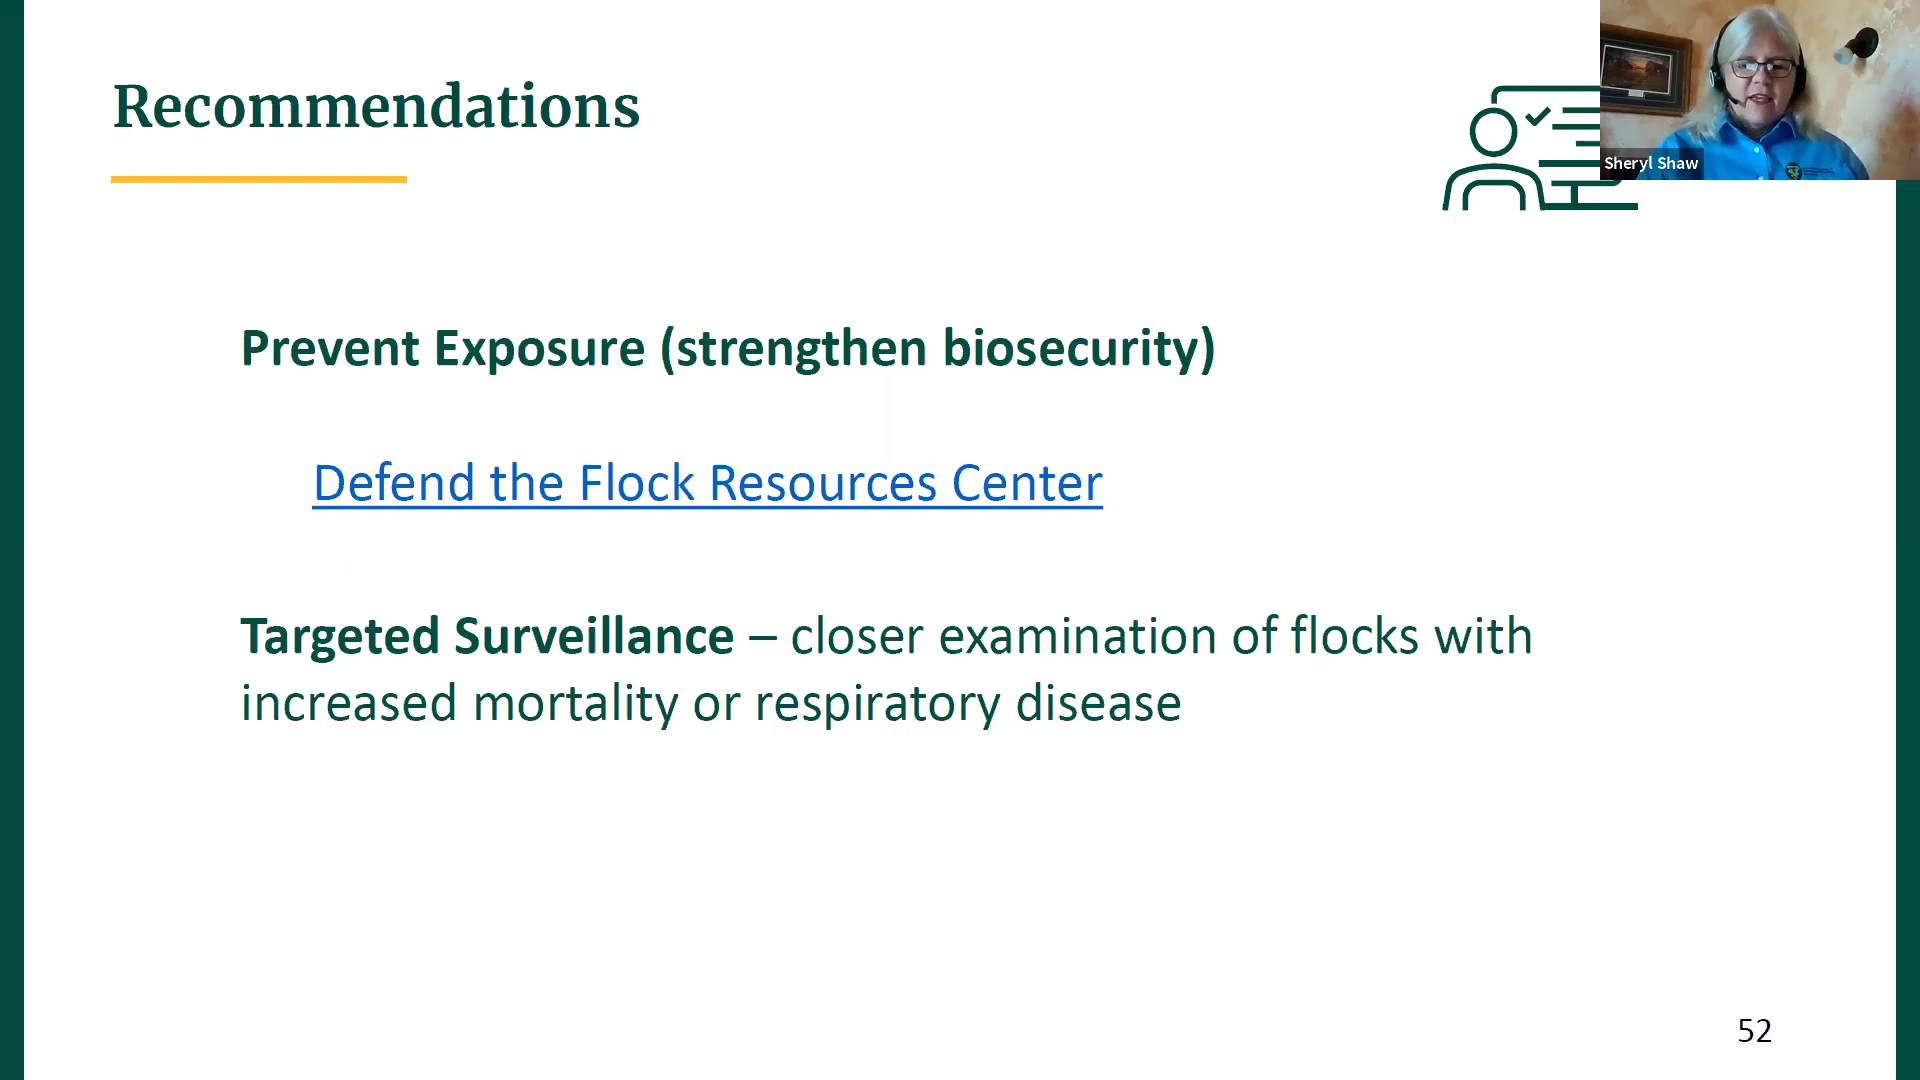 Recommendations
Sheryl Shaw
Prevent Exposure (strengthen biosecurity)
Defend the Flock Resources Center
Targeted Surveillance – closer examination of flocks with
increased mortality or respiratory disease
52